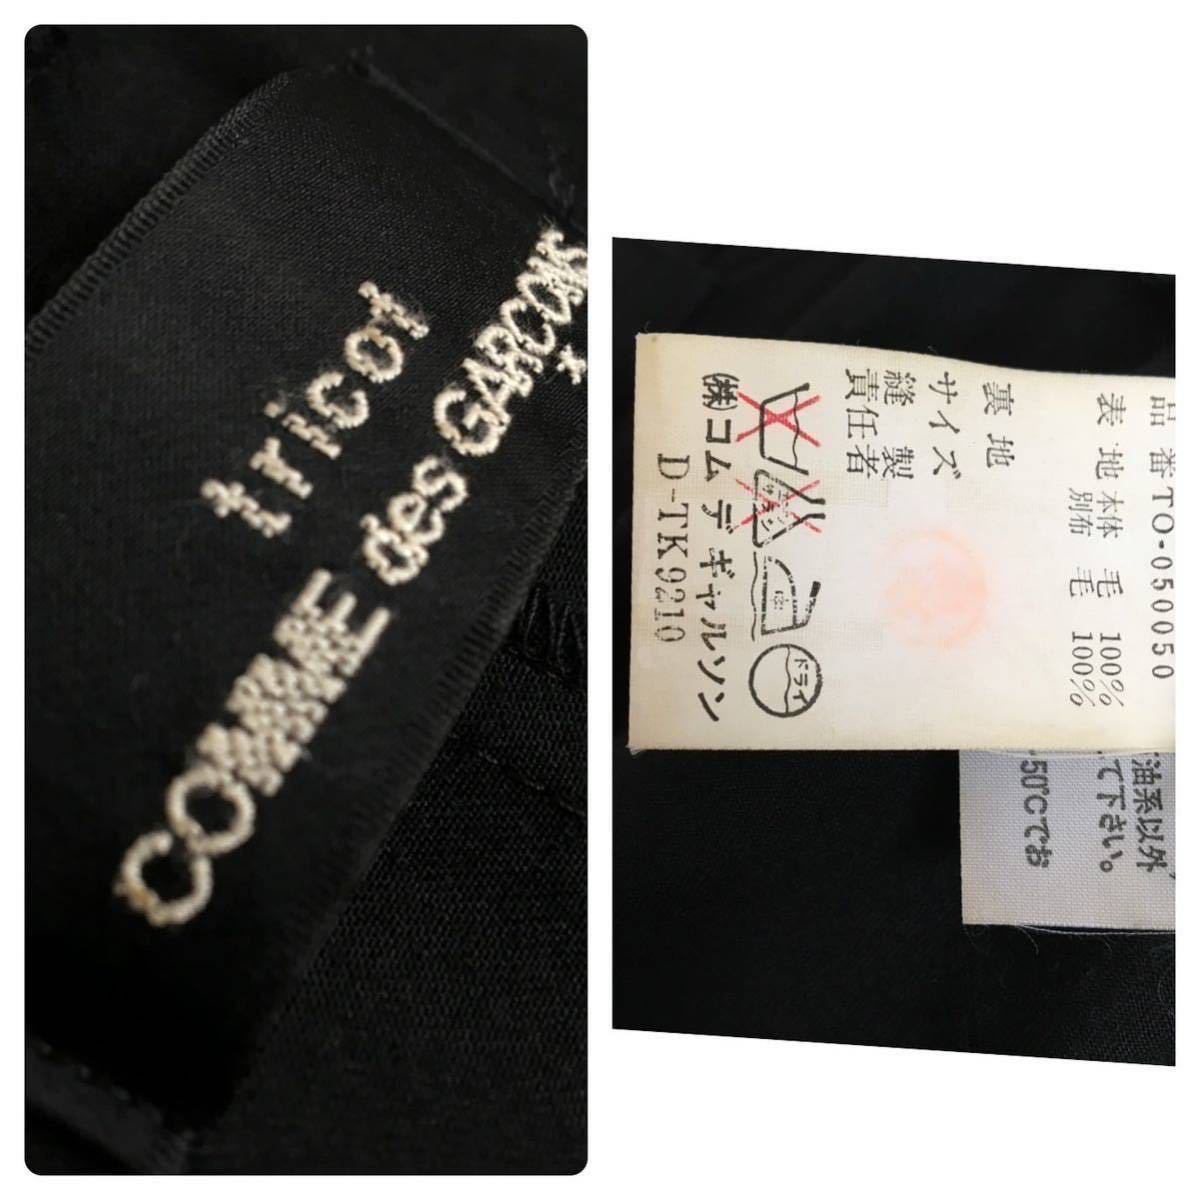 tricot
COMME des GARCONS
品番 TO-050050
表地 本体 毛 100%
別布 毛 100%
裏地
サイズ
縫製
責任者
ドライ
(株)コム デ ギャルソン
D-TK9210
油系以外
て下さい。
50℃でお